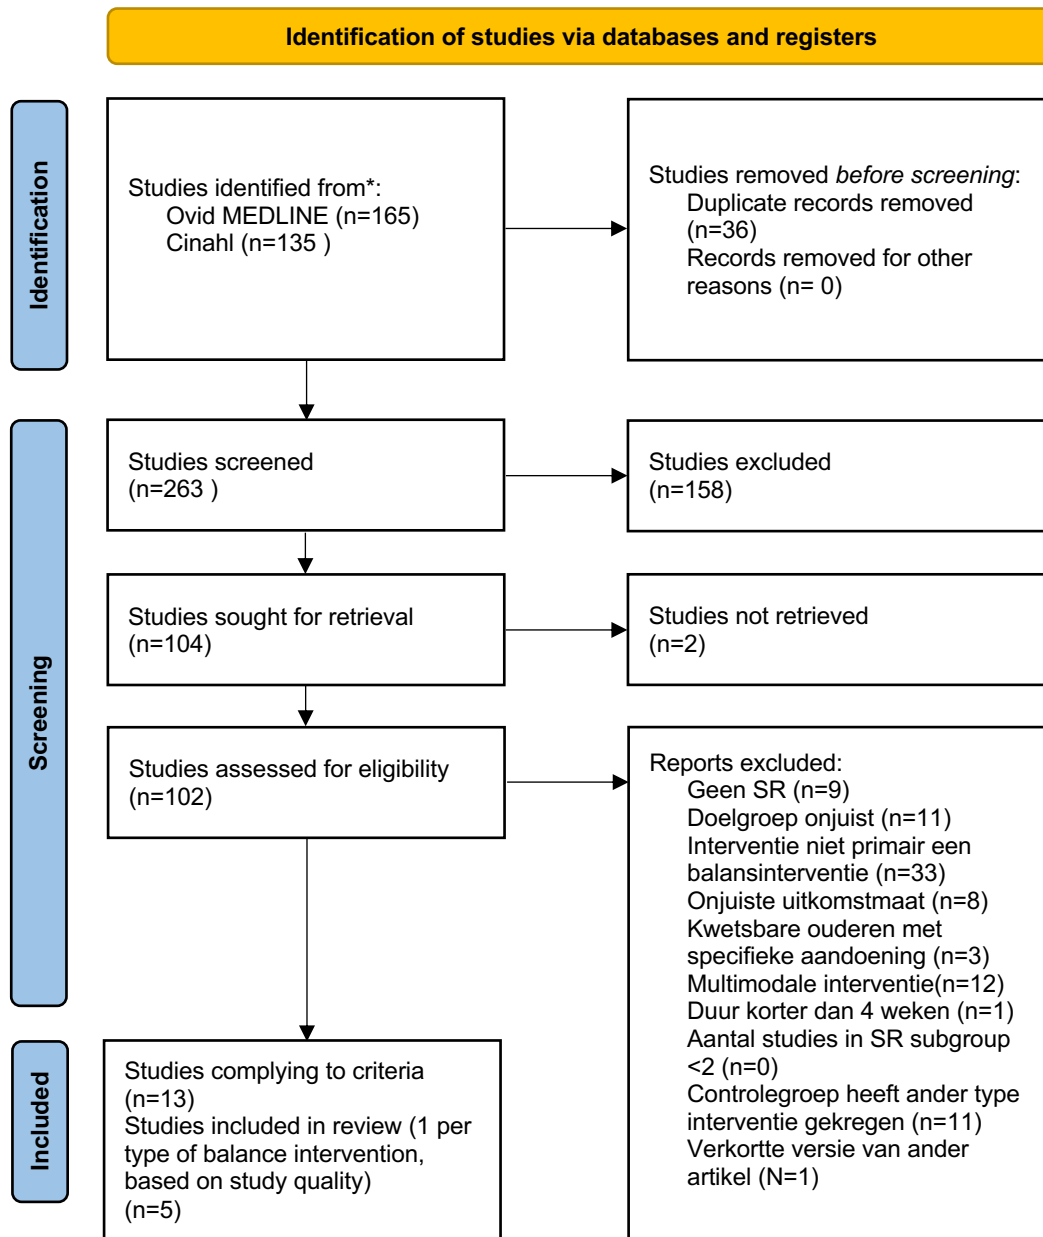 Identification of studies via databases and registers
Identification
Studies identified from*:
Ovid MEDLINE (n=165)
Cinahl (n=135 )
Studies removed before screening:
Duplicate records removed
(n=36)
Records removed for other
reasons (n= 0)
Screening
Studies screened
(n=263 )
Studies excluded
(n=158)
Studies sought for retrieval
(n=104)
Studies not retrieved
(n=2)
Studies assessed for eligibility
(n=102)
Reports excluded:
Geen SR (n=9)
Doelgroep onjuist (n=11)
Interventie niet primair een
balansinterventie (n=33)
Onjuiste uitkomstmaat (n=8)
Kwetsbare ouderen met
specifieke aandoening (n=3)
Multimodale interventie(n=12)
Duur korter dan 4 weken (n=1)
Aantal studies in SR subgroup
<2 (n=0)
Controlegroep heeft ander type
interventie gekregen (n=11)
Verkortte versie van ander
artikel (N=1)
Included
Studies complying to criteria
(n=13)
Studies included in review (1 per
type of balance intervention,
based on study quality)
(n=5)